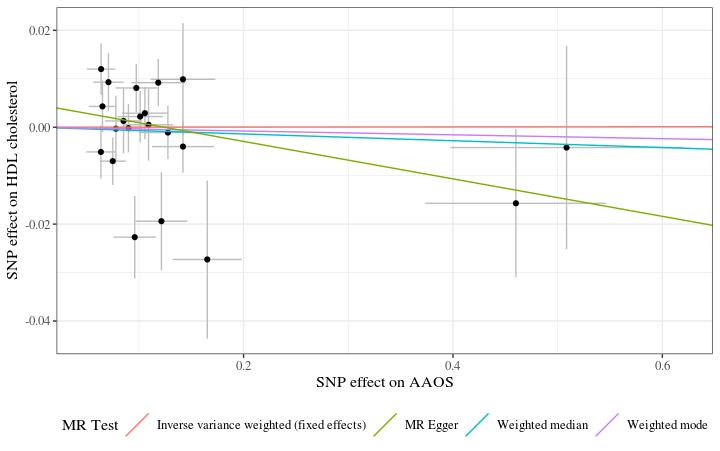 0.02
0.00
-0.02
-0.04
SNP effect on HDL cholesterol
0.2
0.4
0.6
SNP effect on AAOS
MR Test
Inverse variance weighted (fixed effects)
MR Egger
Weighted median
Weighted mode